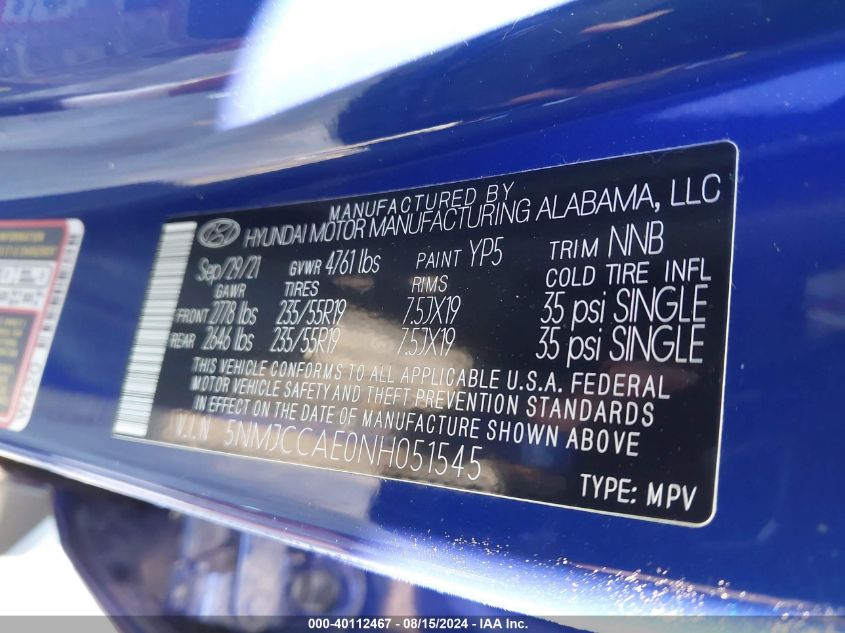 MANUFACTURED BY
HYUNDAI MOTOR MANUFACTURING ALABAMA, LLC
Sep/29/21 GVWR 4761 lbs PAINT YP5 TRIM NNB
GAWR TIRES RIMS COLD TIRE INFL
FRONT 2778 lbs 235/55R19 7.5JX19 35 psi SINGLE
REAR 2646 lbs 235/55R19 7.5JX19 35 psi SINGLE
THIS VEHICLE CONFORMS TO ALL APPLICABLE U.S.A. FEDERAL
MOTOR VEHICLE SAFETY AND THEFT PREVENTION STANDARDS
IN EFFECT ON THE DATE OF MANUFACTURE SHOWN ABOVE
V.I.N 5NMJCCAE0NH051545
TYPE: MPV
INFORMATION
W420
000-40112467 - 08/15/2024 - IAA Inc.